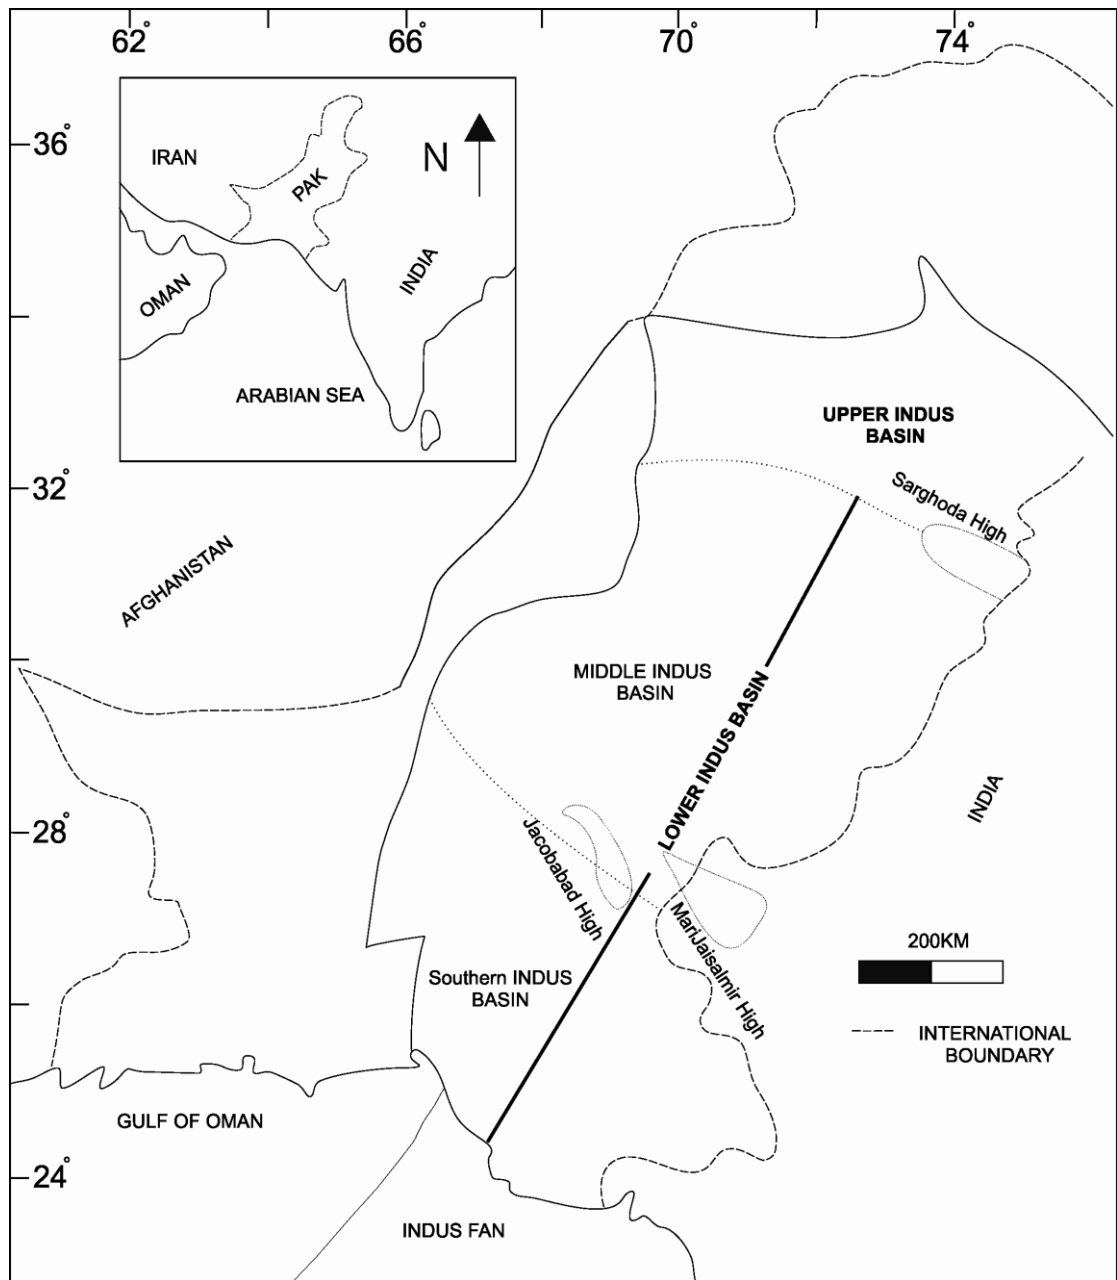 62°
66°
70°
74°
36°
IRAN
N
PAK
OMAN
INDIA
ARABIAN SEA
UPPER INDUS
BASIN
32°
Sarghoda High
AFGHANISTAN
MIDDLE INDUS
BASIN
LOWER INDUS BASIN
INDIA
28°
Jacobabad High
MariJaisalmir High
200KM
Southern INDUS
BASIN
INTERNATIONAL
BOUNDARY
GULF OF OMAN
24°
INDUS FAN